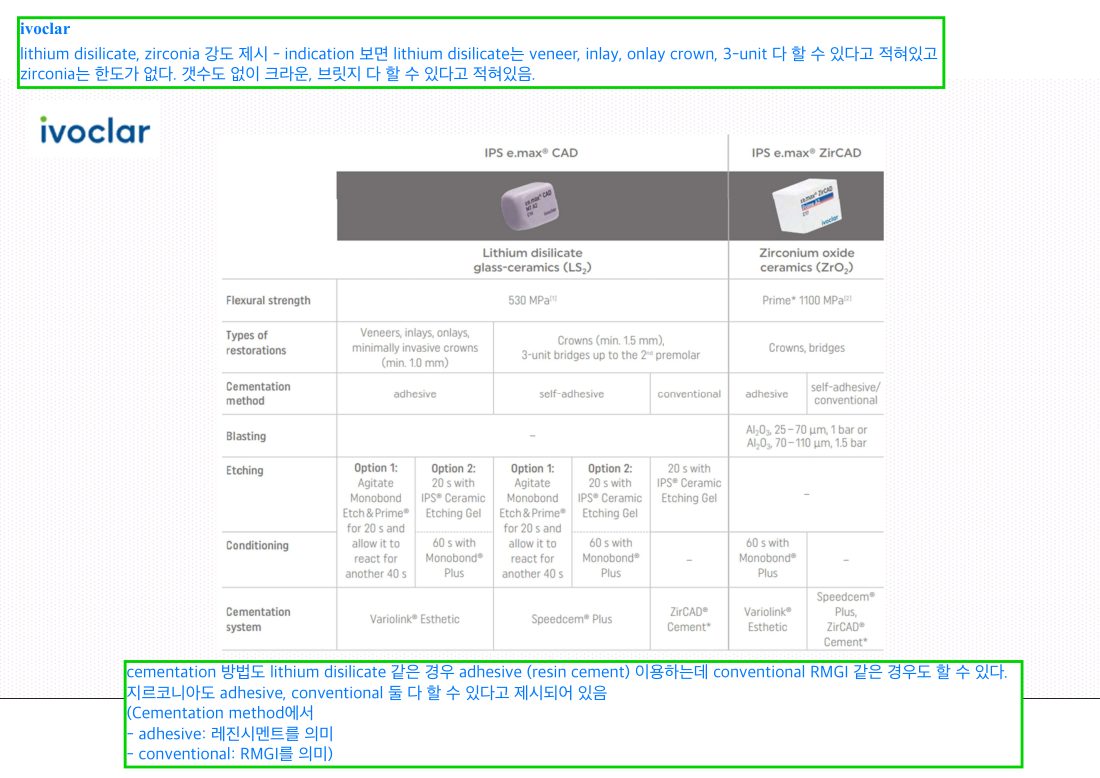 ivoclar
lithium disilicate, zirconia 강도 제시 - indication 보면 lithium disilicate는 veneer, inlay, onlay crown, 3-unit 다 할 수 있다고 적혀있고
zirconia는 한도가 없다. 갯수도 없이 크라운, 브릿지 다 할 수 있다고 적혀있음.
ivoclar
IPS e.max® CAD
IPS e.max® ZirCAD
Lithium disilicate
glass-ceramics (LS₂)
Zirconium oxide
ceramics (ZrO₂)
Flexural strength
530 MPa[1]
Prime* 1100 MPa[2]
Types of
restorations
Veneers, inlays, onlays,
minimally invasive crowns
(min. 1.0 mm)
Crowns (min. 1.5 mm),
3-unit bridges up to the 2nd premolar
Crowns, bridges
Cementation
method
adhesive
self-adhesive
conventional
adhesive
self-adhesive/
conventional
Blasting
–
Al₂O₃, 25–70 µm, 1 bar or
Al₂O₃, 70–110 µm, 1.5 bar
Etching
Option 1:
Agitate
Monobond
Etch & Prime®
for 20 s and
allow it to
react for
another 40 s
Option 2:
20 s with
IPS® Ceramic
Etching Gel
Option 1:
Agitate
Monobond
Etch & Prime®
for 20 s and
allow it to
react for
another 40 s
Option 2:
20 s with
IPS® Ceramic
Etching Gel
20 s with
IPS® Ceramic
Etching Gel
–
Conditioning
60 s with
Monobond®
Plus
60 s with
Monobond®
Plus
–
60 s with
Monobond®
Plus
–
Cementation
system
Variolink® Esthetic
Speedcem® Plus
ZirCAD®
Cement*
Variolink®
Esthetic
Speedcem®
Plus,
ZirCAD®
Cement*
cementation 방법도 lithium disilicate 같은 경우 adhesive (resin cement) 이용하는데 conventional RMGI 같은 경우도 할 수 있다.
지르코니아도 adhesive, conventional 둘 다 할 수 있다고 제시되어 있음
(Cementation method에서
- adhesive: 레진시멘트를 의미
- conventional: RMGI를 의미)